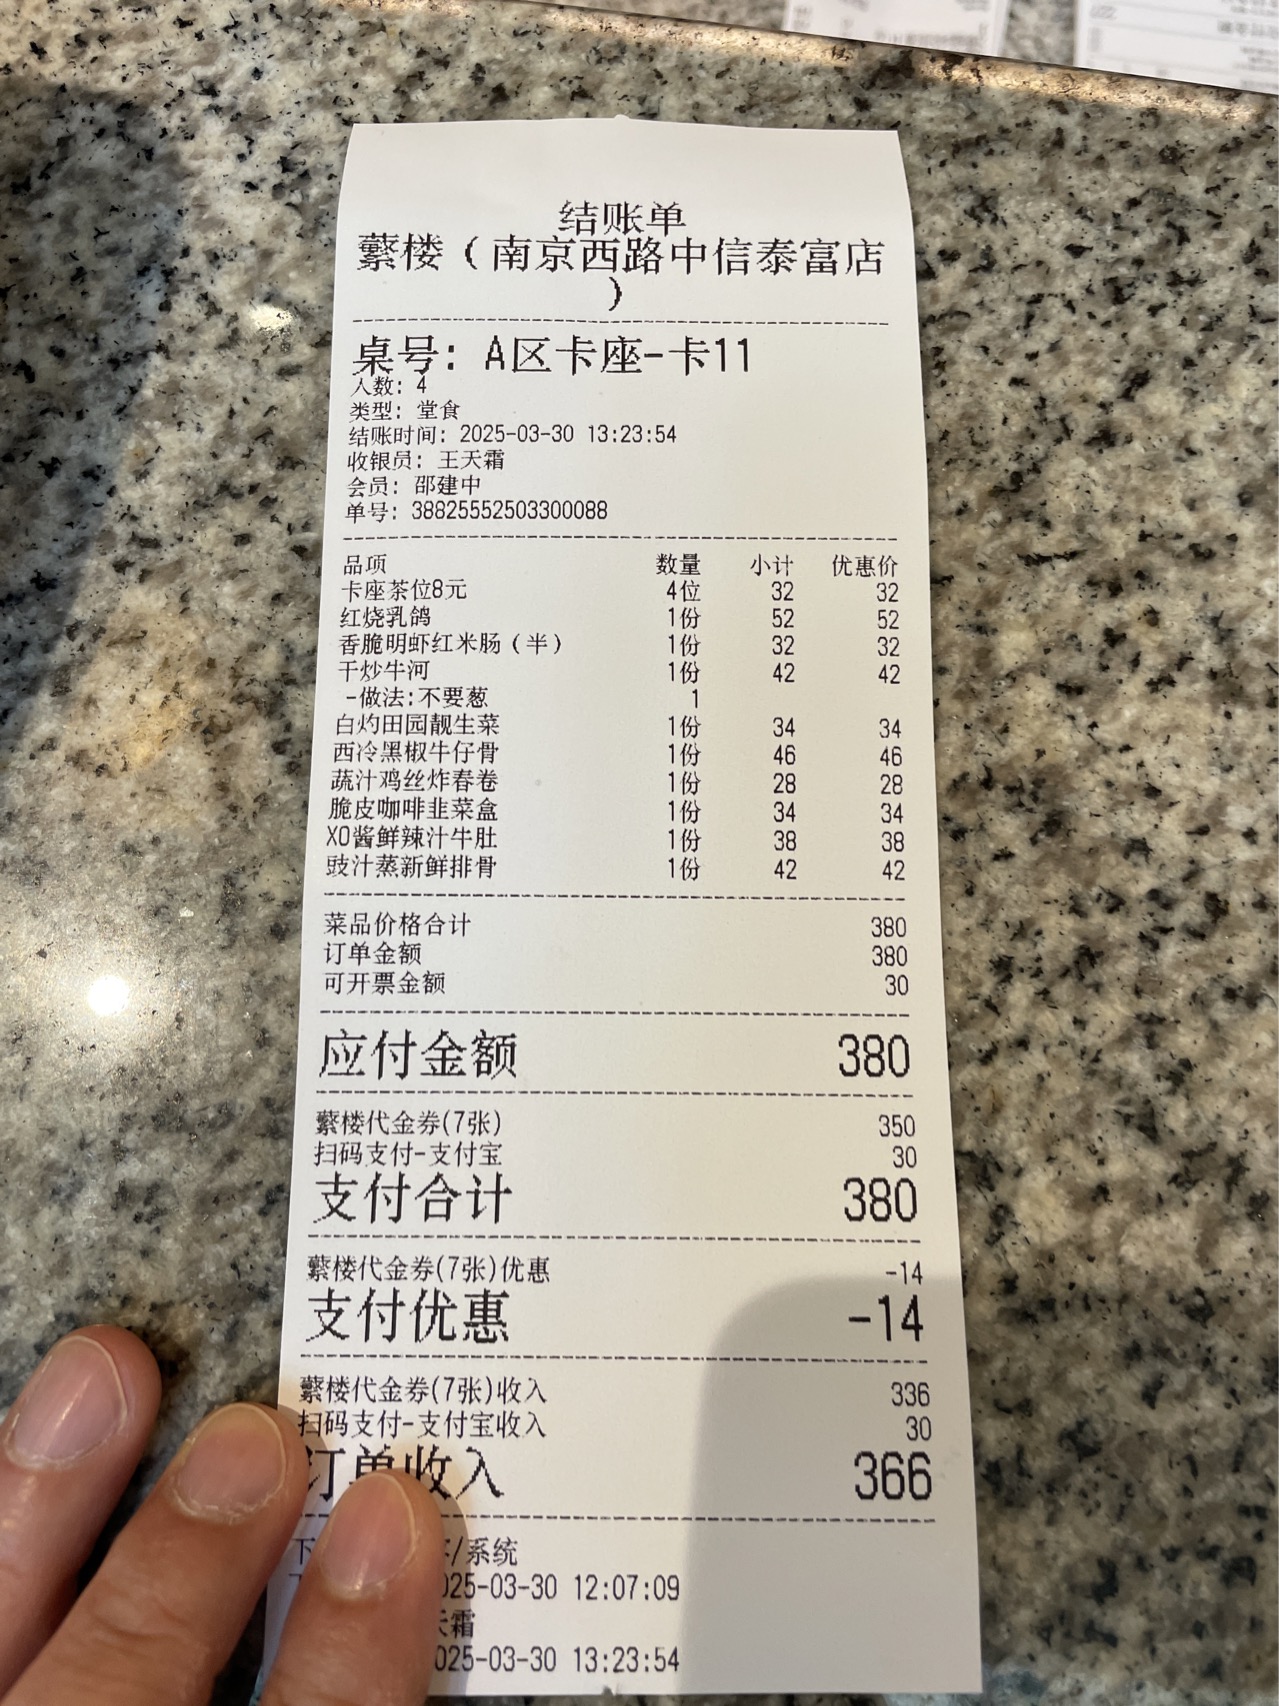 结账单
蘩楼（南京西路中信泰富店
）
桌号: A区卡座-卡11
人数: 4
类型: 堂食
结账时间: 2025-03-30 13:23:54
收银员: 王天霜
会员: 邵建中
单号: 38825552503300088
品项 数量 小计 优惠价
卡座茶位8元 4位 32 32
红烧乳鸽 1份 52 52
香脆明虾红米肠（半） 1份 32 32
干炒牛河 1份 42 42
-做法:不要葱 1
白灼田园靓生菜 1份 34 34
西冷黑椒牛仔骨 1份 46 46
蔬汁鸡丝炸春卷 1份 28 28
脆皮咖啡韭菜盒 1份 34 34
XO酱鲜辣汁牛肚 1份 38 38
豉汁蒸新鲜排骨 1份 42 42
菜品价格合计 380
订单金额 380
可开票金额 30
应付金额 380
蘩楼代金券(7张) 350
扫码支付-支付宝 30
支付合计 380
蘩楼代金券(7张)优惠 -14
支付优惠 -14
蘩楼代金券(7张)收入 336
扫码支付-支付宝收入 30
订单收入 366
下 /系统
025-03-30 12:07:09
天霜
025-03-30 13:23:54